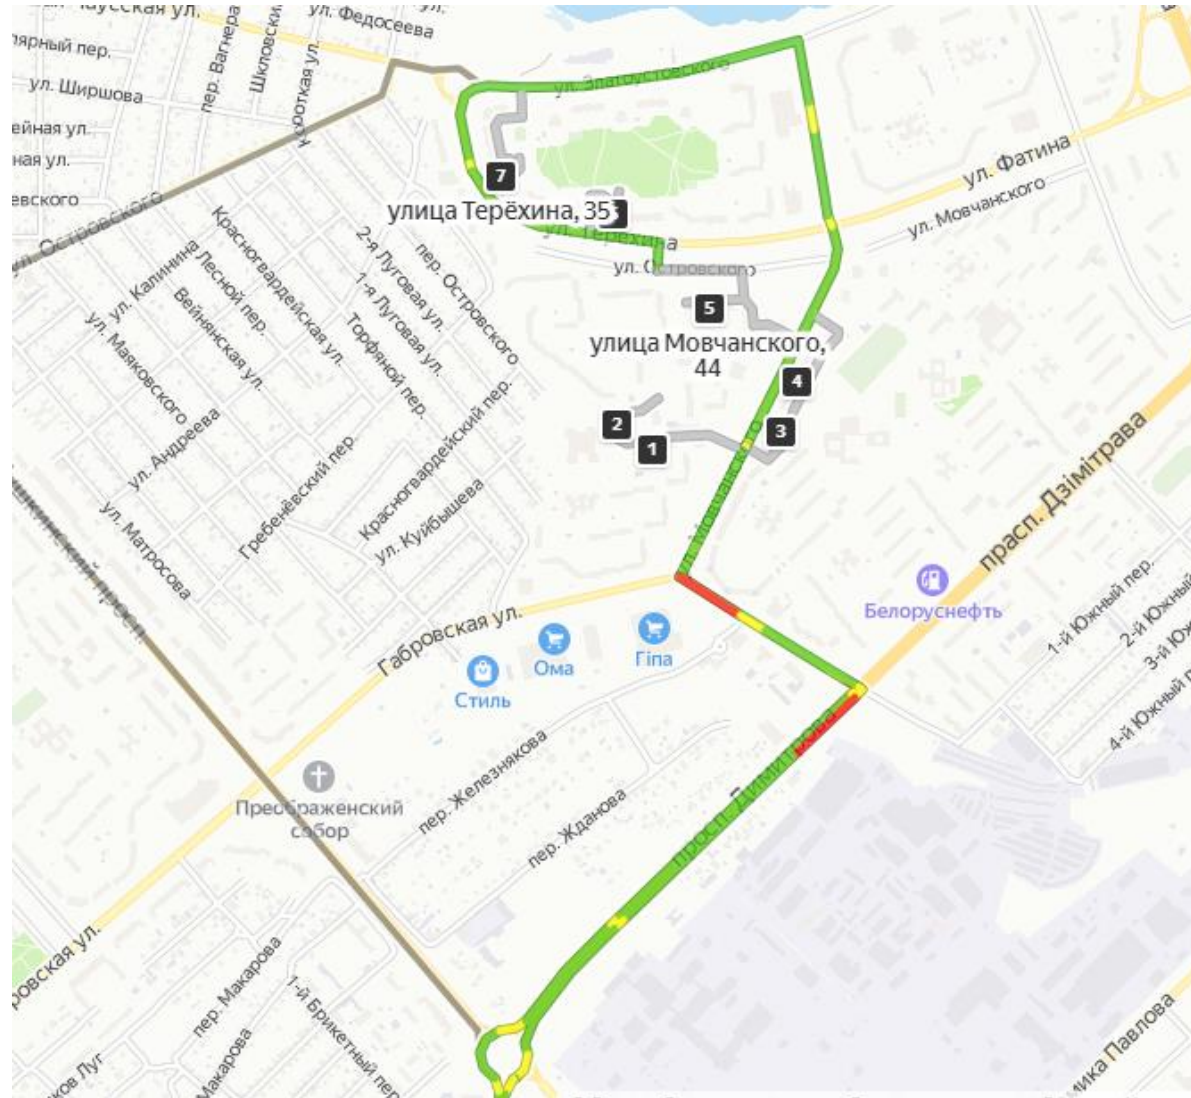 ул. Федосеева
пер. Вагнера
Короткая ул.
ул. Ширшова
ул. Златоустовского
ул. Фатина
ул. Мовчанского
7
улица Терёхина, 35
ул. Терёхина
ул. Островского
ул. Островского
пер. Островского
ул. Калинина
Лесной пер.
Красногвардейская ул.
2-я Луговая ул.
1-я Луговая ул.
Вейнянская ул.
Торфяной пер.
ул. Маяковского
5
улица Мовчанского,
44
4
2
3
1
ул. Андреева
Гребенёвский пер.
Красногвардейский пер.
ул. Куйбышева
ул. Матросова
прасп. Дзімітрава
Белоруснефть
Габровская ул.
Гіпа
Ома
Стиль
1-й Южный пер.
2-й Южный
3-й Южный
4-й Южный
Преображенский
собор
пер. Железнякова
пер. Жданова
просп. Димитрова
пер. Макарова
1-й Брикетный пер.
Макарова